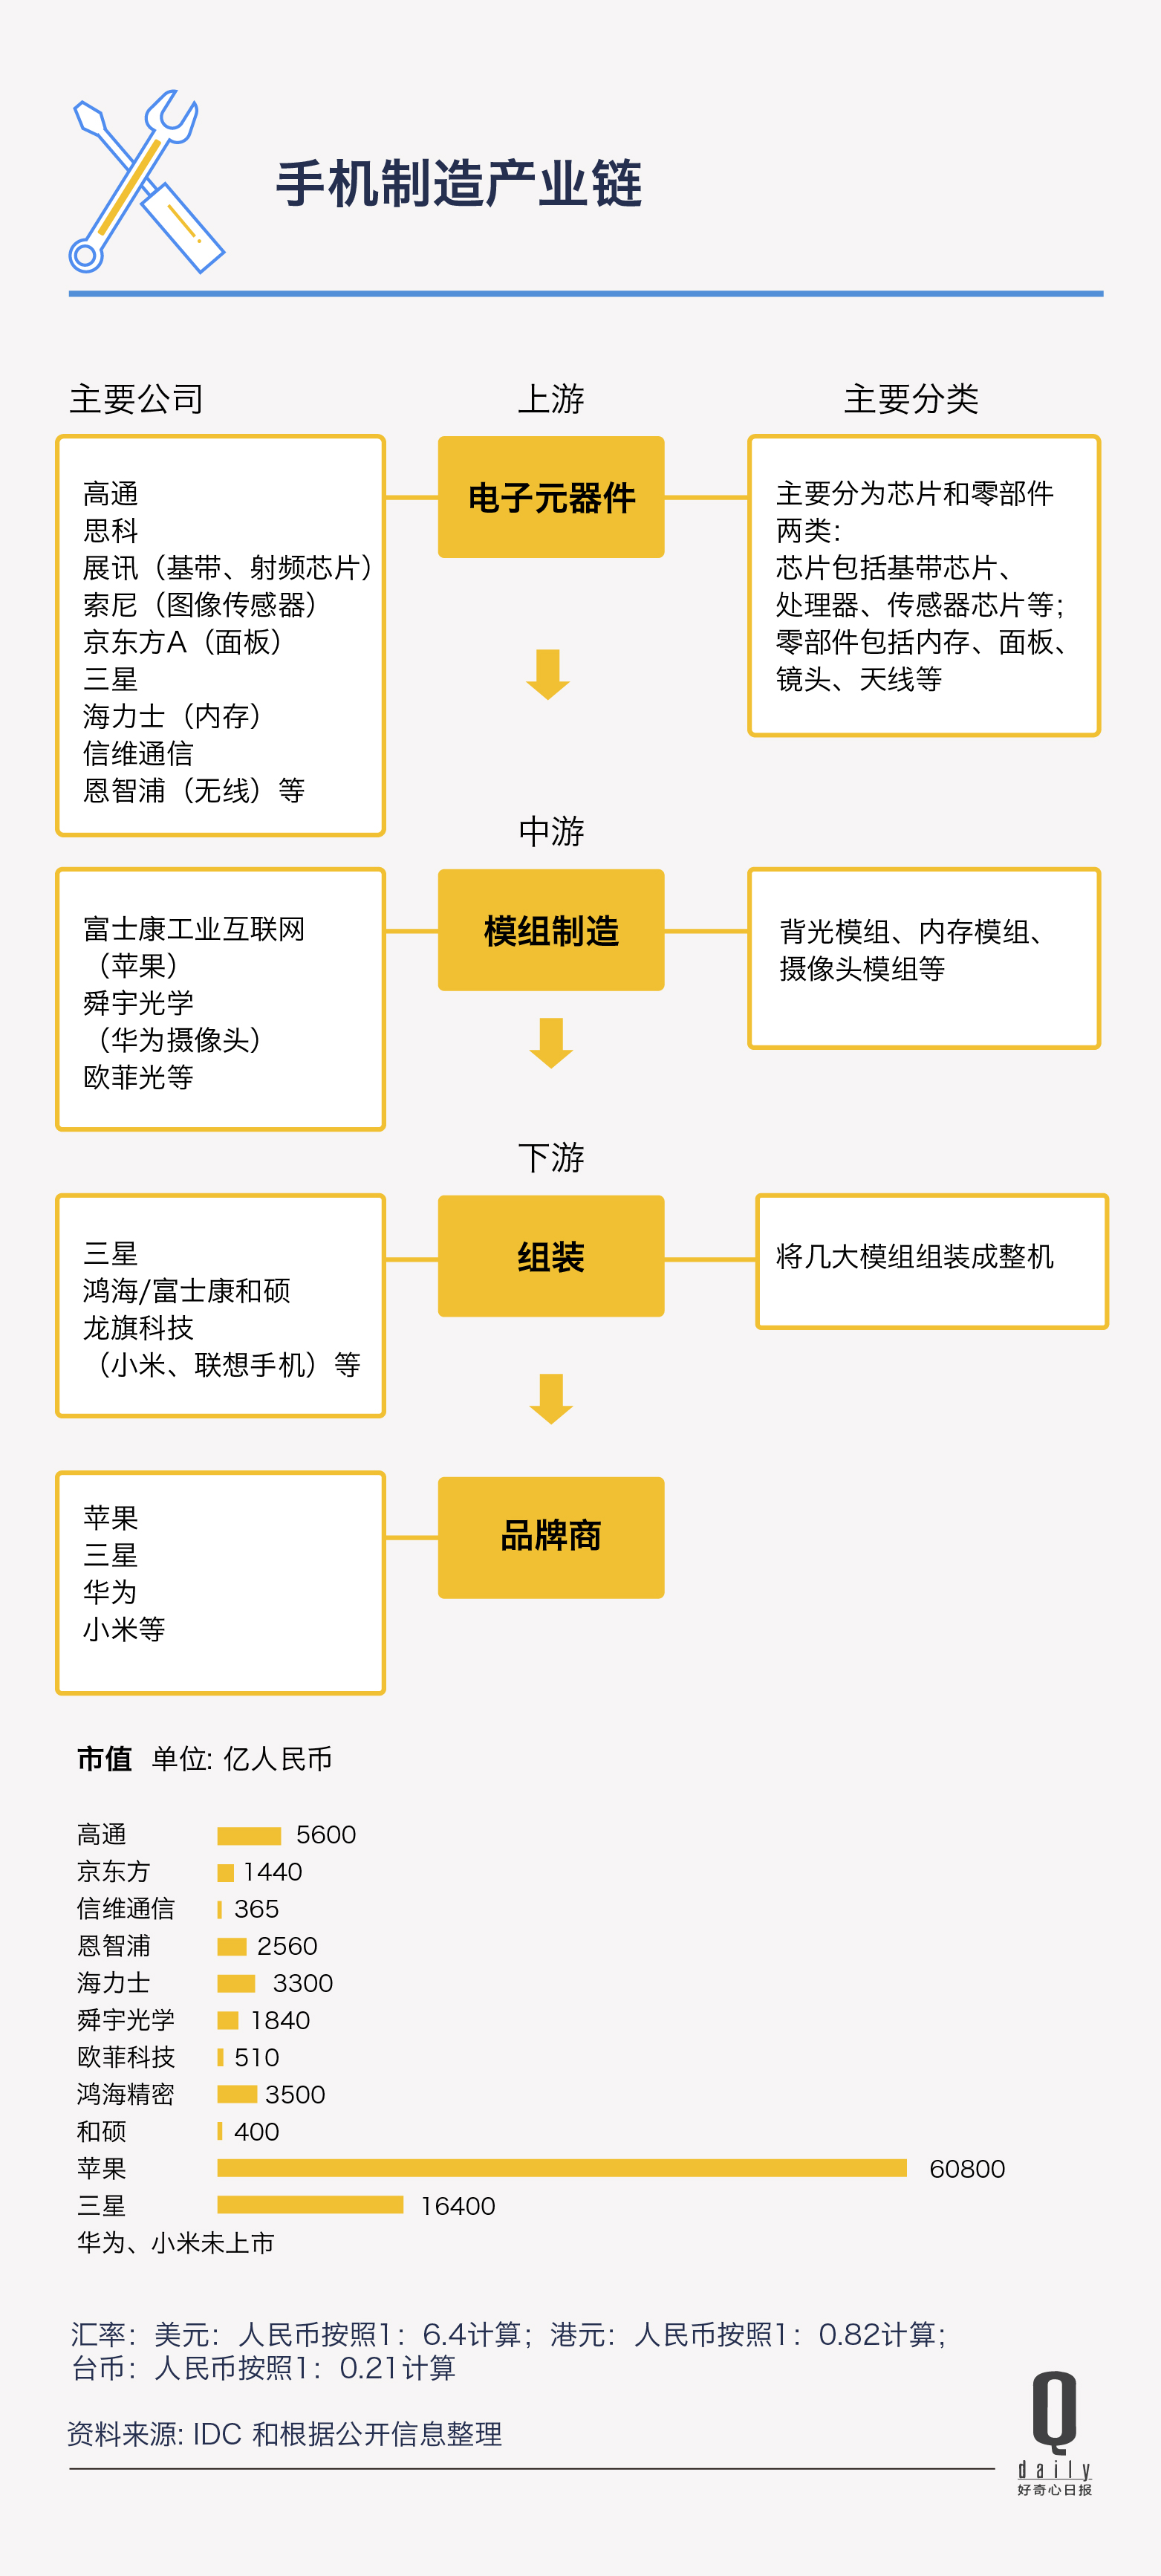 手机制造产业链
主要公司
上游
主要分类
高通
思科
展讯（基带、射频芯片）
索尼（图像传感器）
京东方A（面板）
三星
海力士（内存）
信维通信
恩智浦（无线）等
电子元器件
主要分为芯片和零部件
两类：
芯片包括基带芯片、
处理器、传感器芯片等；
零部件包括内存、面板、
镜头、天线等
中游
富士康工业互联网
（苹果）
舜宇光学
（华为摄像头）
欧菲光等
模组制造
背光模组、内存模组、
摄像头模组等
下游
三星
鸿海/富士康和硕
龙旗科技
（小米、联想手机）等
组装
将几大模组组装成整机
苹果
三星
华为
小米等
品牌商
市值 单位: 亿人民币
高通 5600
京东方 1440
信维通信 365
恩智浦 2560
海力士 3300
舜宇光学 1840
欧菲科技 510
鸿海精密 3500
和硕 400
苹果 60800
三星 16400
华为、小米未上市
汇率：美元：人民币按照1：6.4计算；港元：人民币按照1：0.82计算；
台币：人民币按照1：0.21计算
资料来源: IDC 和根据公开信息整理
Q
daily
好奇心日报